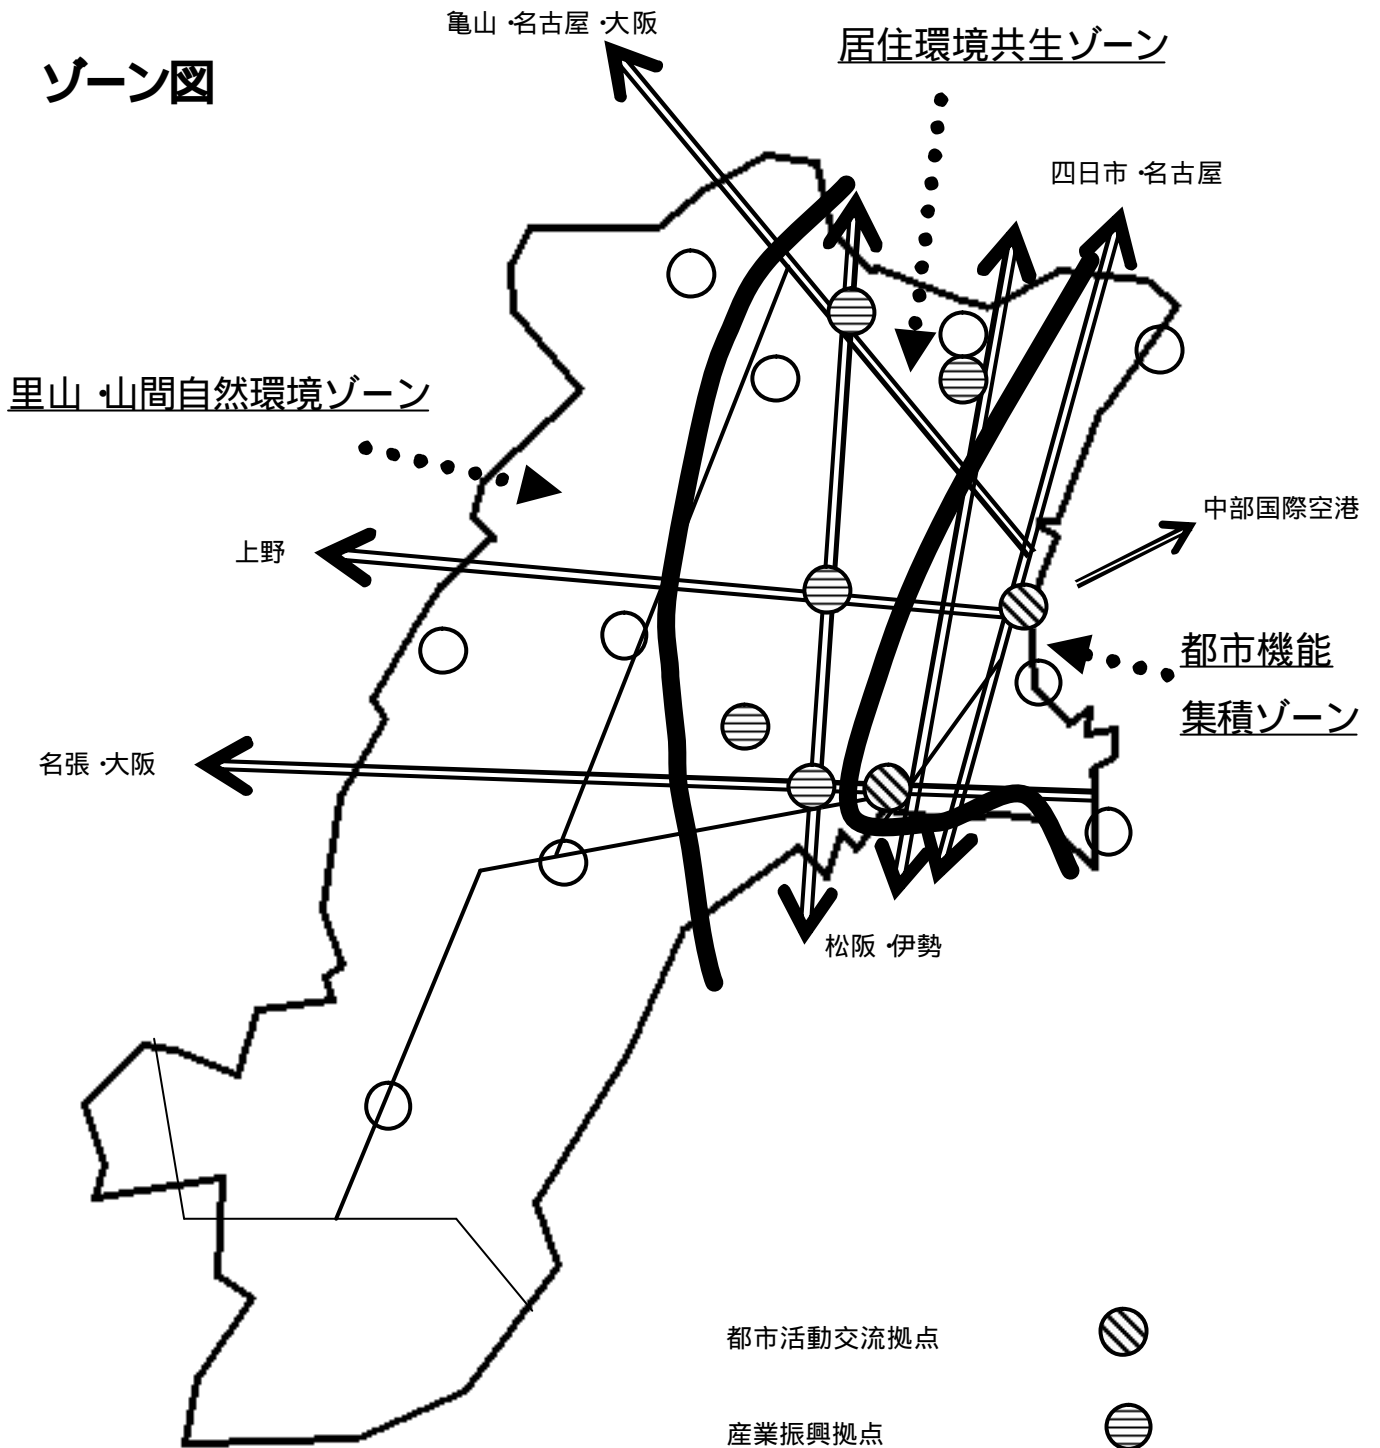 亀山・名古屋・大阪
居住環境共生ゾーン
ゾーン図
四日市・名古屋
里山・山間自然環境ゾーン
中部国際空港
上野
都市機能
集積ゾーン
名張・大阪
松阪・伊勢
都市活動交流拠点
産業振興拠点